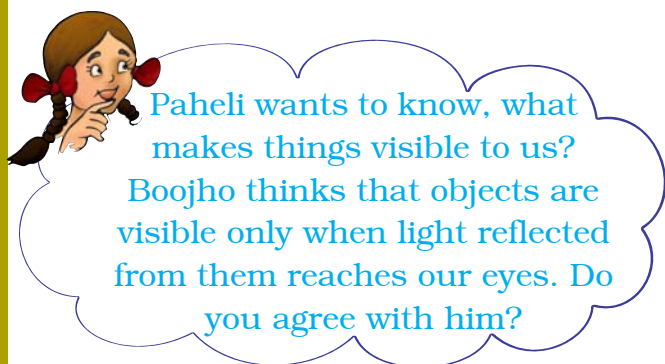 Paheli wants to know, what
makes things visible to us?
Boojho thinks that objects are
visible only when light reflected
from them reaches our eyes. Do
you agree with him?